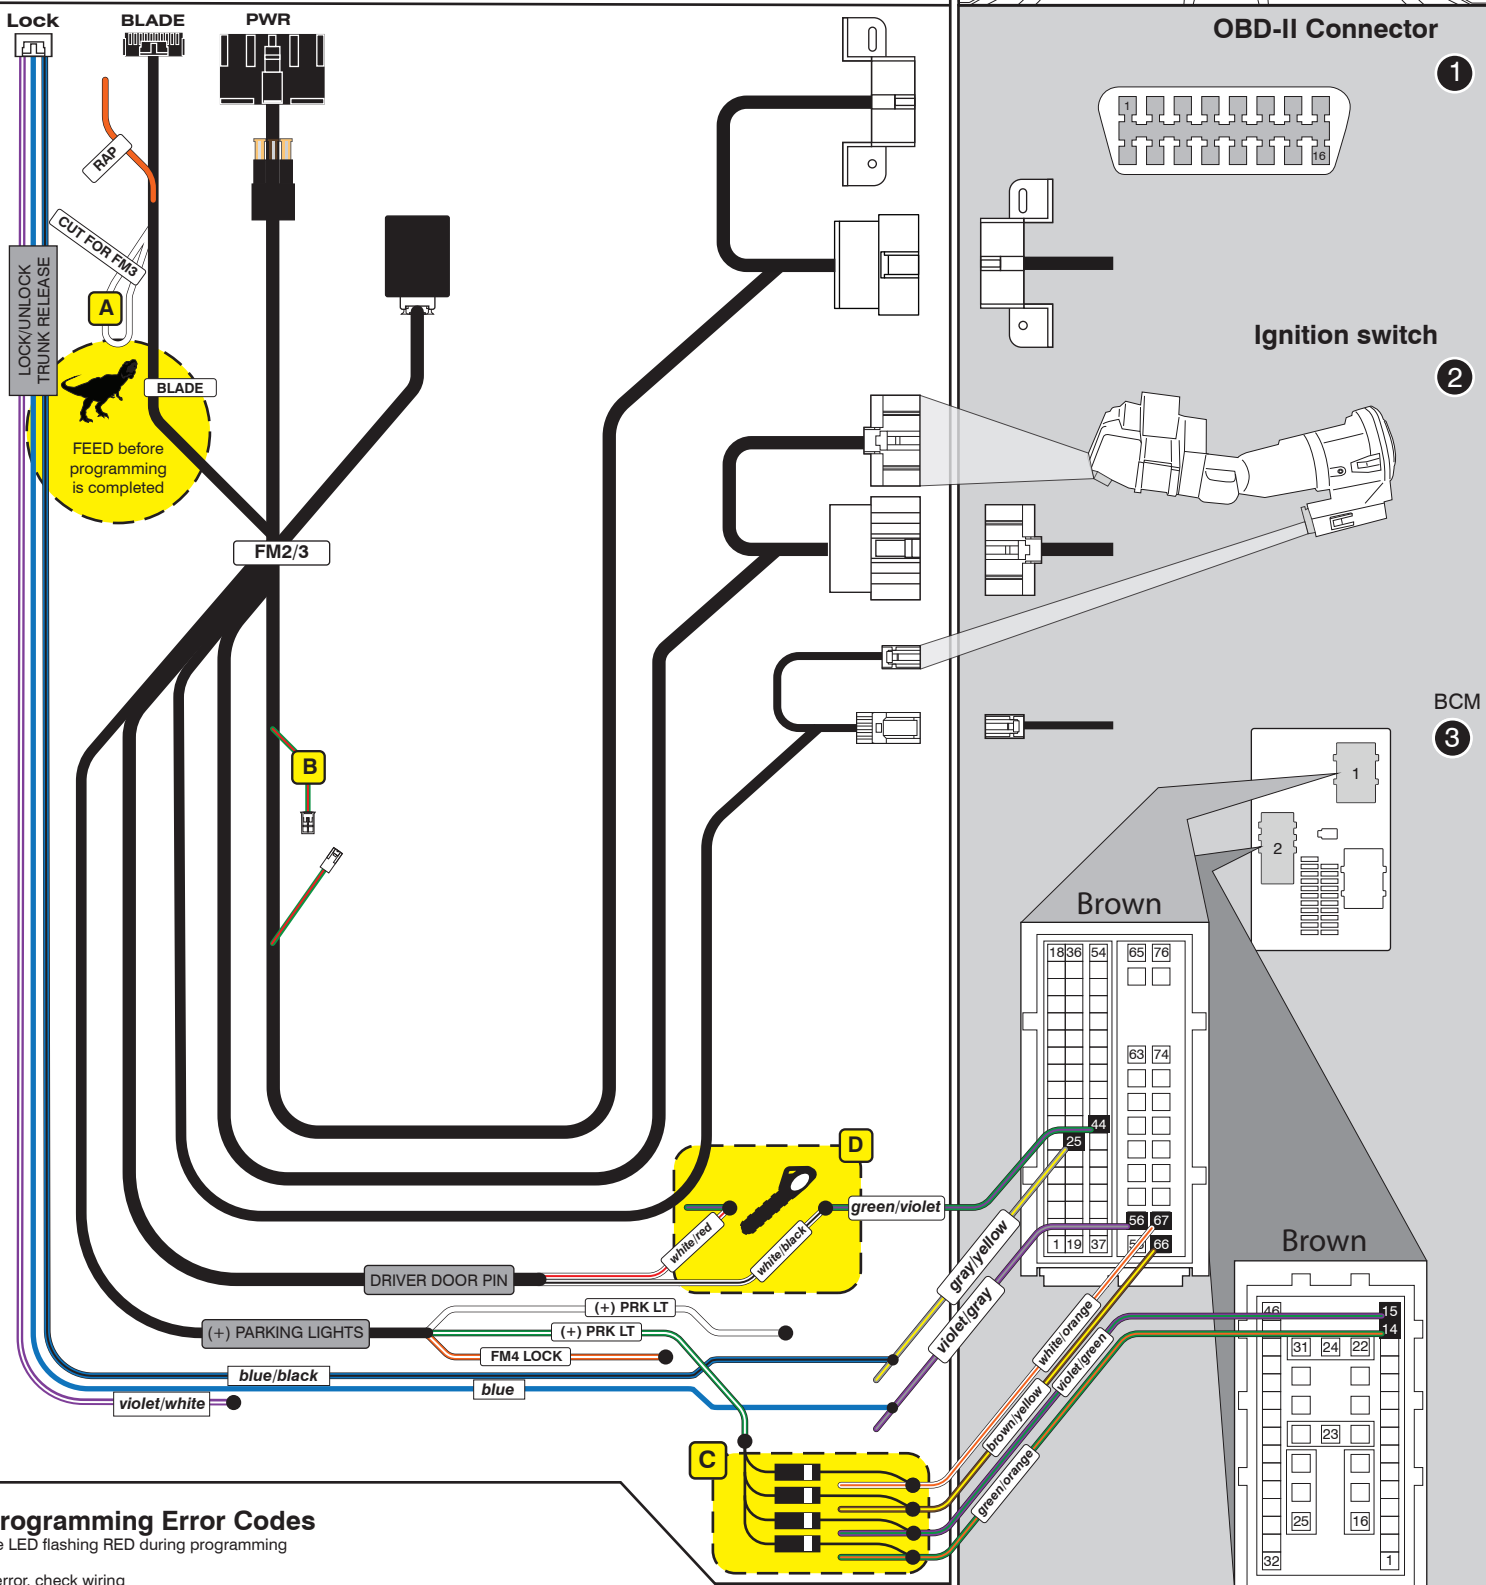 Lock
BLADE
PWR
OBD-II Connector
1
1
16
RAP
CUT FOR FM3
LOCK/UNLOCK
TRUNK RELEASE
A
BLADE
FEED before
programming
is completed
FM2/3
Ignition switch
2
B
BCM
3
1
2
Brown
18 36 54 65 76
63 74
44
25
56 67
1 19 37 66
D
green/violet
white/red
white/black
gray/yellow
violet/gray
DRIVER DOOR PIN
(+) PARKING LIGHTS
(+) PRK LT
(+) PRK LT
FM4 LOCK
blue/black
blue
violet/white
white/orange
violet/green
brown/yellow
green/orange
C
Brown
46 15
14
31 24 22
23
25 16
32 1
rogramming Error Codes
e LED flashing RED during programming
error, check wiring